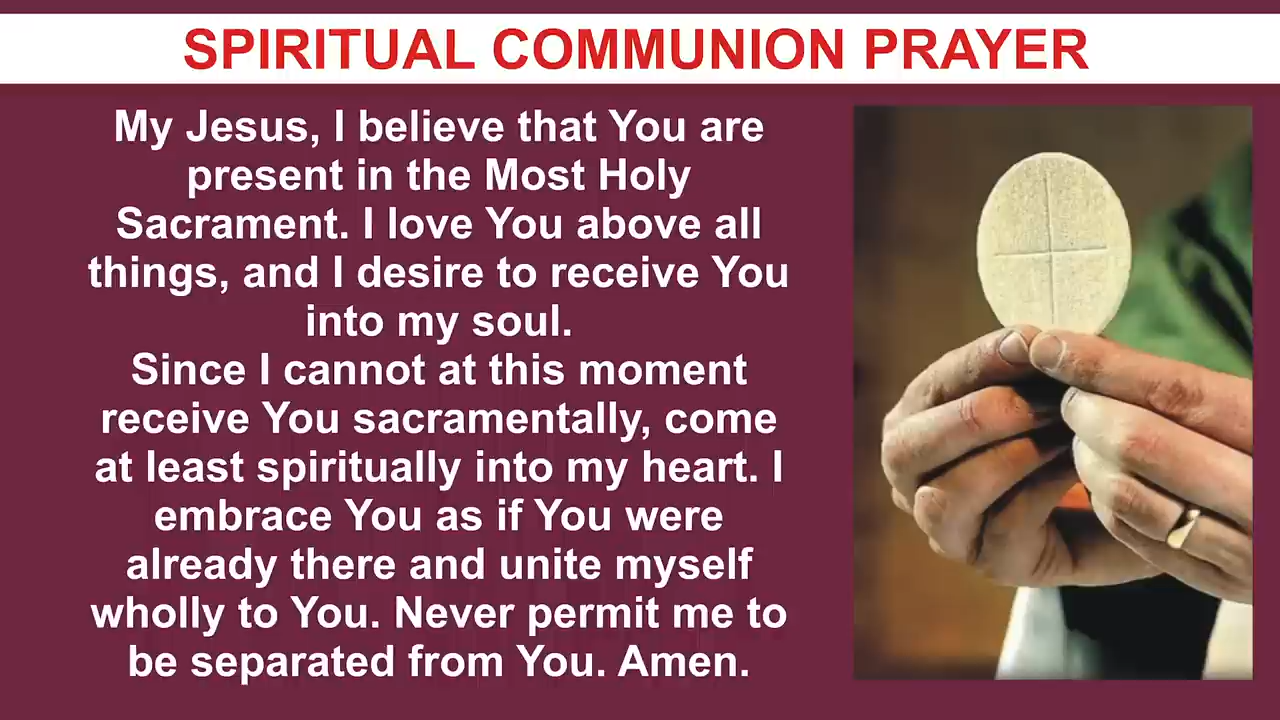 SPIRITUAL COMMUNION PRAYER
My Jesus, I believe that You are
present in the Most Holy
Sacrament. I love You above all
things, and I desire to receive You
into my soul.
Since I cannot at this moment
receive You sacramentally, come
at least spiritually into my heart. I
embrace You as if You were
already there and unite myself
wholly to You. Never permit me to
be separated from You. Amen.